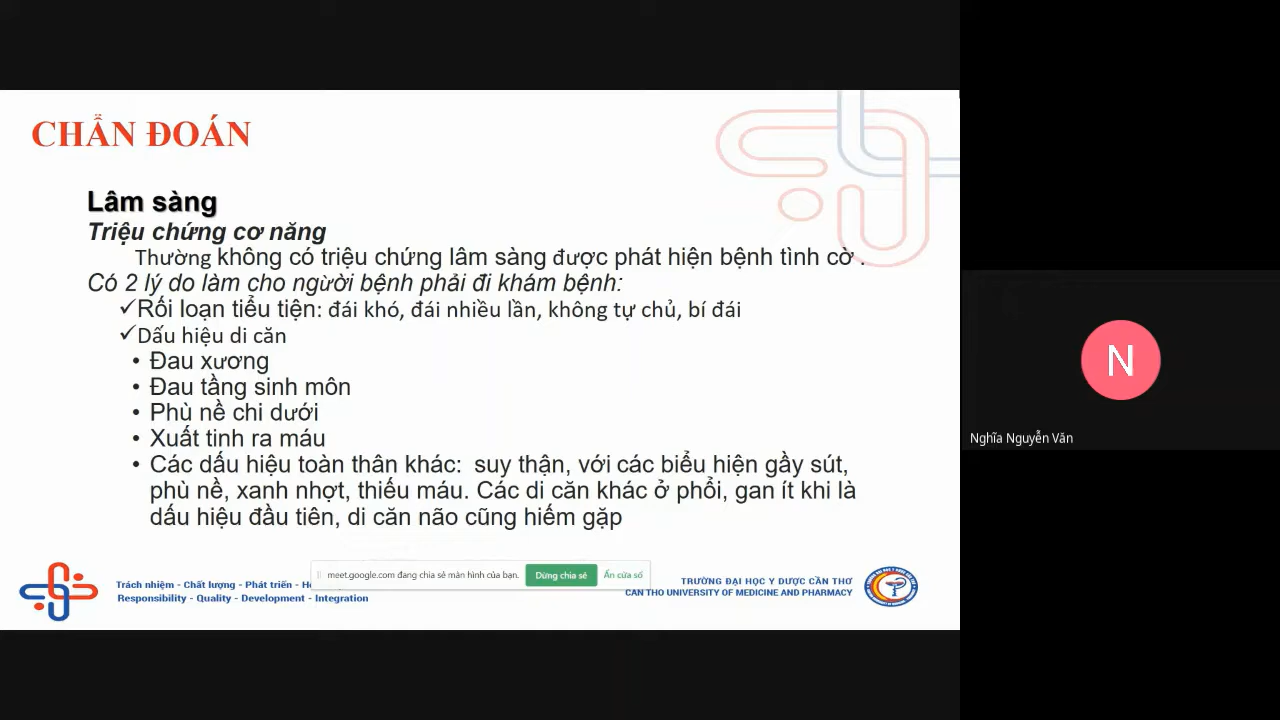 CHẨN ĐOÁN
Lâm sàng
Triệu chứng cơ năng
Thường không có triệu chứng lâm sàng được phát hiện bệnh tình cờ .
Có 2 lý do làm cho người bệnh phải đi khám bệnh:
✓Rối loạn tiểu tiện: đái khó, đái nhiều lần, không tự chủ, bí đái
✓Dấu hiệu di căn
• Đau xương
• Đau tầng sinh môn
• Phù nề chi dưới
• Xuất tinh ra máu
• Các dấu hiệu toàn thân khác: suy thận, với các biểu hiện gầy sút,
phù nề, xanh nhợt, thiếu máu. Các di căn khác ở phổi, gan ít khi là
dấu hiệu đầu tiên, di căn não cũng hiếm gặp
Trách nhiệm - Chất lượng - Phát triển -
Responsibility - Quality - Development - Integration
meet.google.com đang chia sẻ màn hình của bạn.
Dừng chia sẻ
Ẩn cửa sổ
TRƯỜNG ĐẠI HỌC Y DƯỢC CẦN THƠ
CAN THO UNIVERSITY OF MEDICINE AND PHARMACY
N
Nghĩa Nguyễn Văn